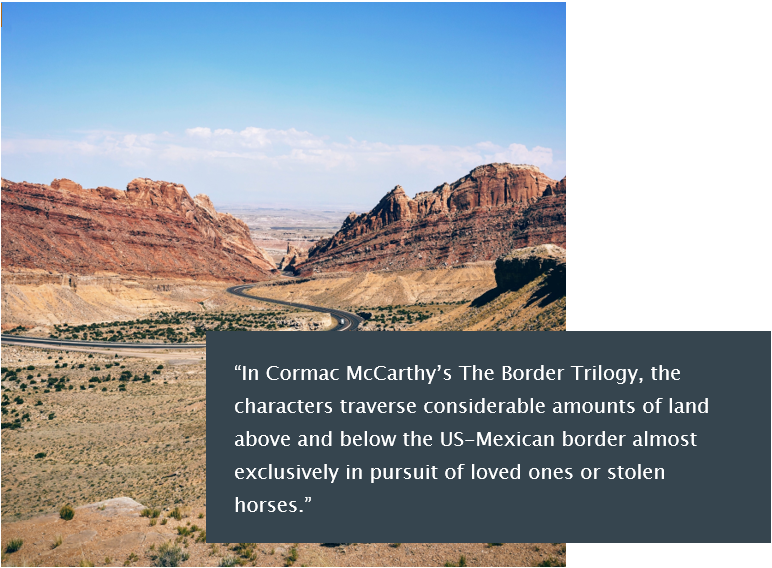 “In Cormac McCarthy’s The Border Trilogy, the
characters traverse considerable amounts of land
above and below the US–Mexican border almost
exclusively in pursuit of loved ones or stolen
horses.”